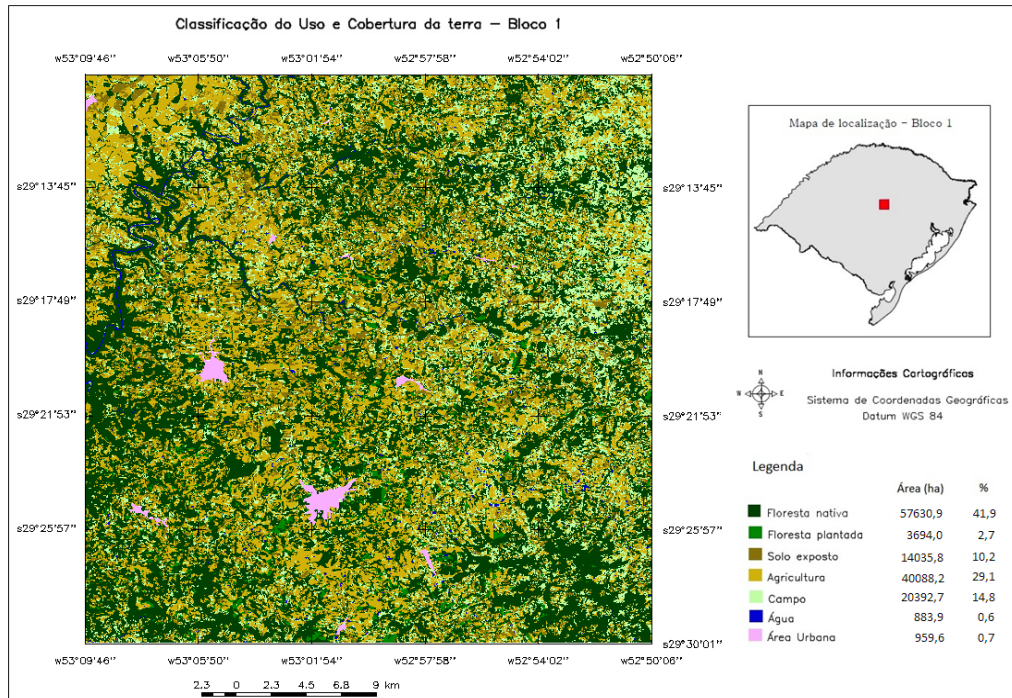 Classificação do Uso e Cobertura da terra – Bloco 1
w53°09'46'' w53°05'50'' w53°01'54'' w52°57'58'' w52°54'02'' w52°50'06''
s29°13'45'' s29°13'45''
s29°17'49'' s29°17'49''
s29°21'53'' s29°21'53''
s29°25'57'' s29°25'57''
s29°30'01''
w53°09'46'' w53°05'50'' w53°01'54'' w52°57'58'' w52°54'02'' w52°50'06''
2.3 0 2.3 4.5 6.8 9 km
Mapa de localização – Bloco 1
N
W E
S
Informações Cartográficas
Sistema de Coordenadas Geográficas
Datum WGS 84
Legenda
Área (ha) %
Floresta nativa 57630,9 41,9
Floresta plantada 3694,0 2,7
Solo exposto 14035,8 10,2
Agricultura 40088,2 29,1
Campo 20392,7 14,8
Água 883,9 0,6
Área Urbana 959,6 0,7